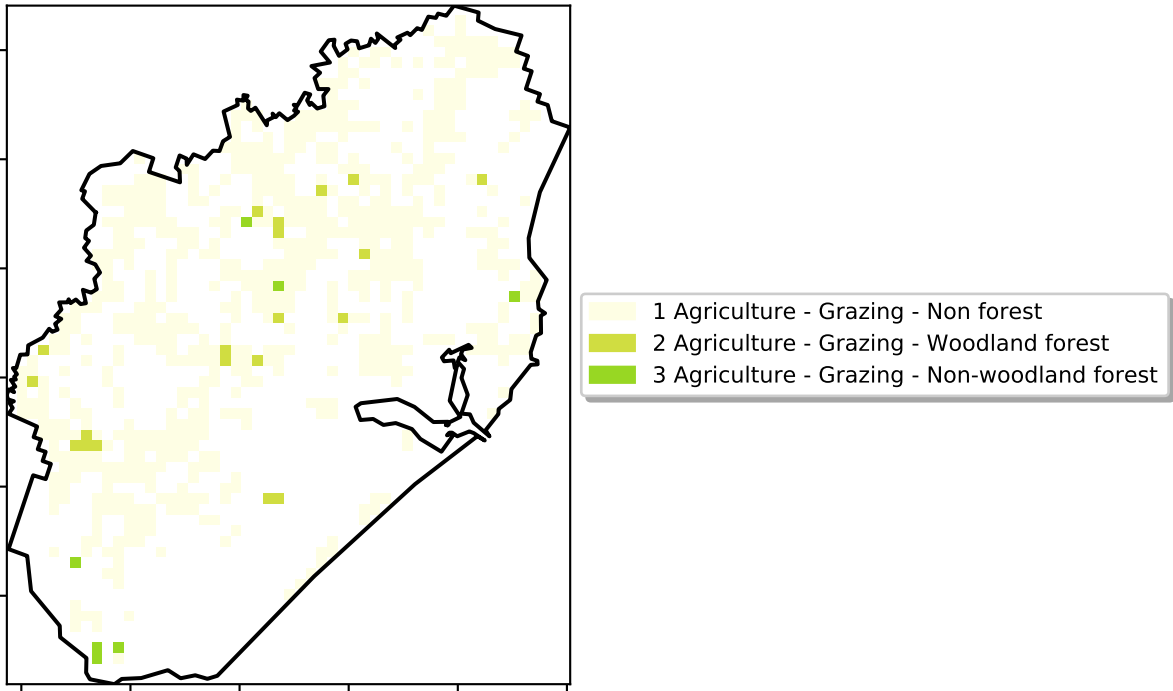 1 Agriculture - Grazing - Non forest
2 Agriculture - Grazing - Woodland forest
3 Agriculture - Grazing - Non-woodland forest